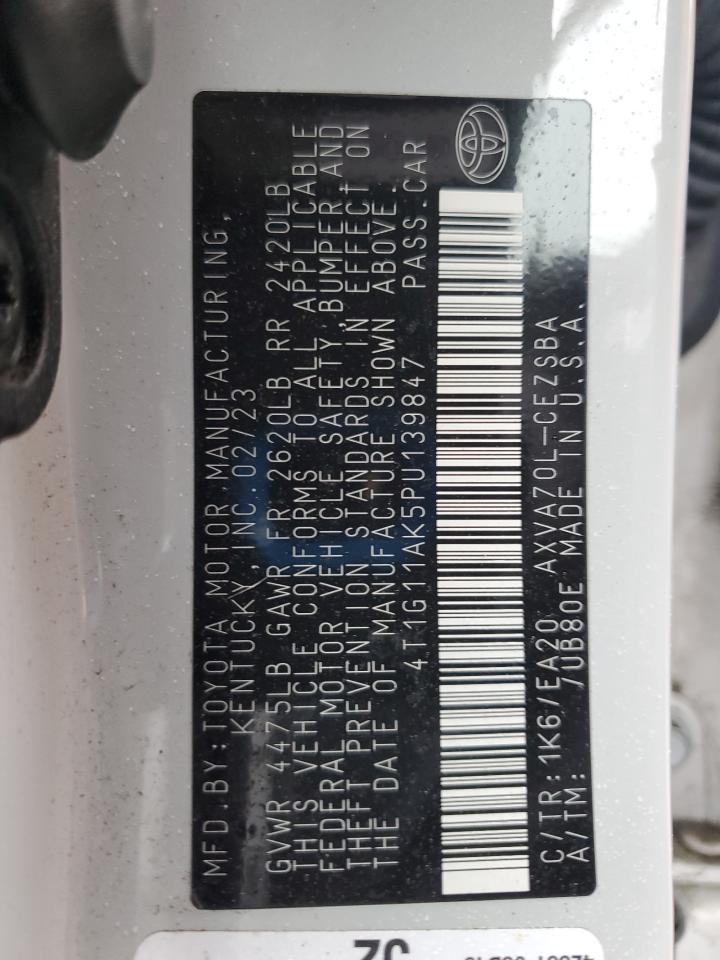 MFD.BY:TOYOTA MOTOR MANUFACTURING,
KENTUCKY,INC.02/23
GVWR 4475LB GAWR FR 2620LB RR 2420LB
THIS VEHICLE CONFORMS TO ALL APPLICABLE
FEDERAL MOTOR VEHICLE SAFETY,BUMPER,AND
THEFT PREVENTION STANDARDS IN EFFECT ON
THE DATE OF MANUFACTURE SHOWN ABOVE.
4T1G11AK5PU139847 PASS.CAR
C/TR:1K6/EA20 AXVA70L-CEZSBA
A/TM: /UB80E MADE IN U.S.A.
JZ